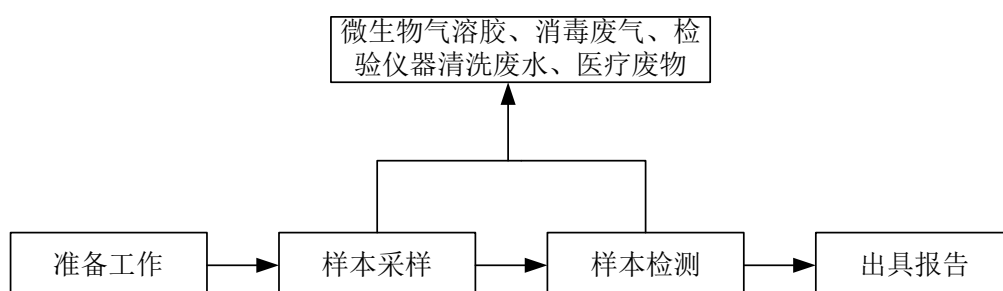 微生物气溶胶、消毒废气、检
验仪器清洗废水、医疗废物
准备工作
样本采样
样本检测
出具报告